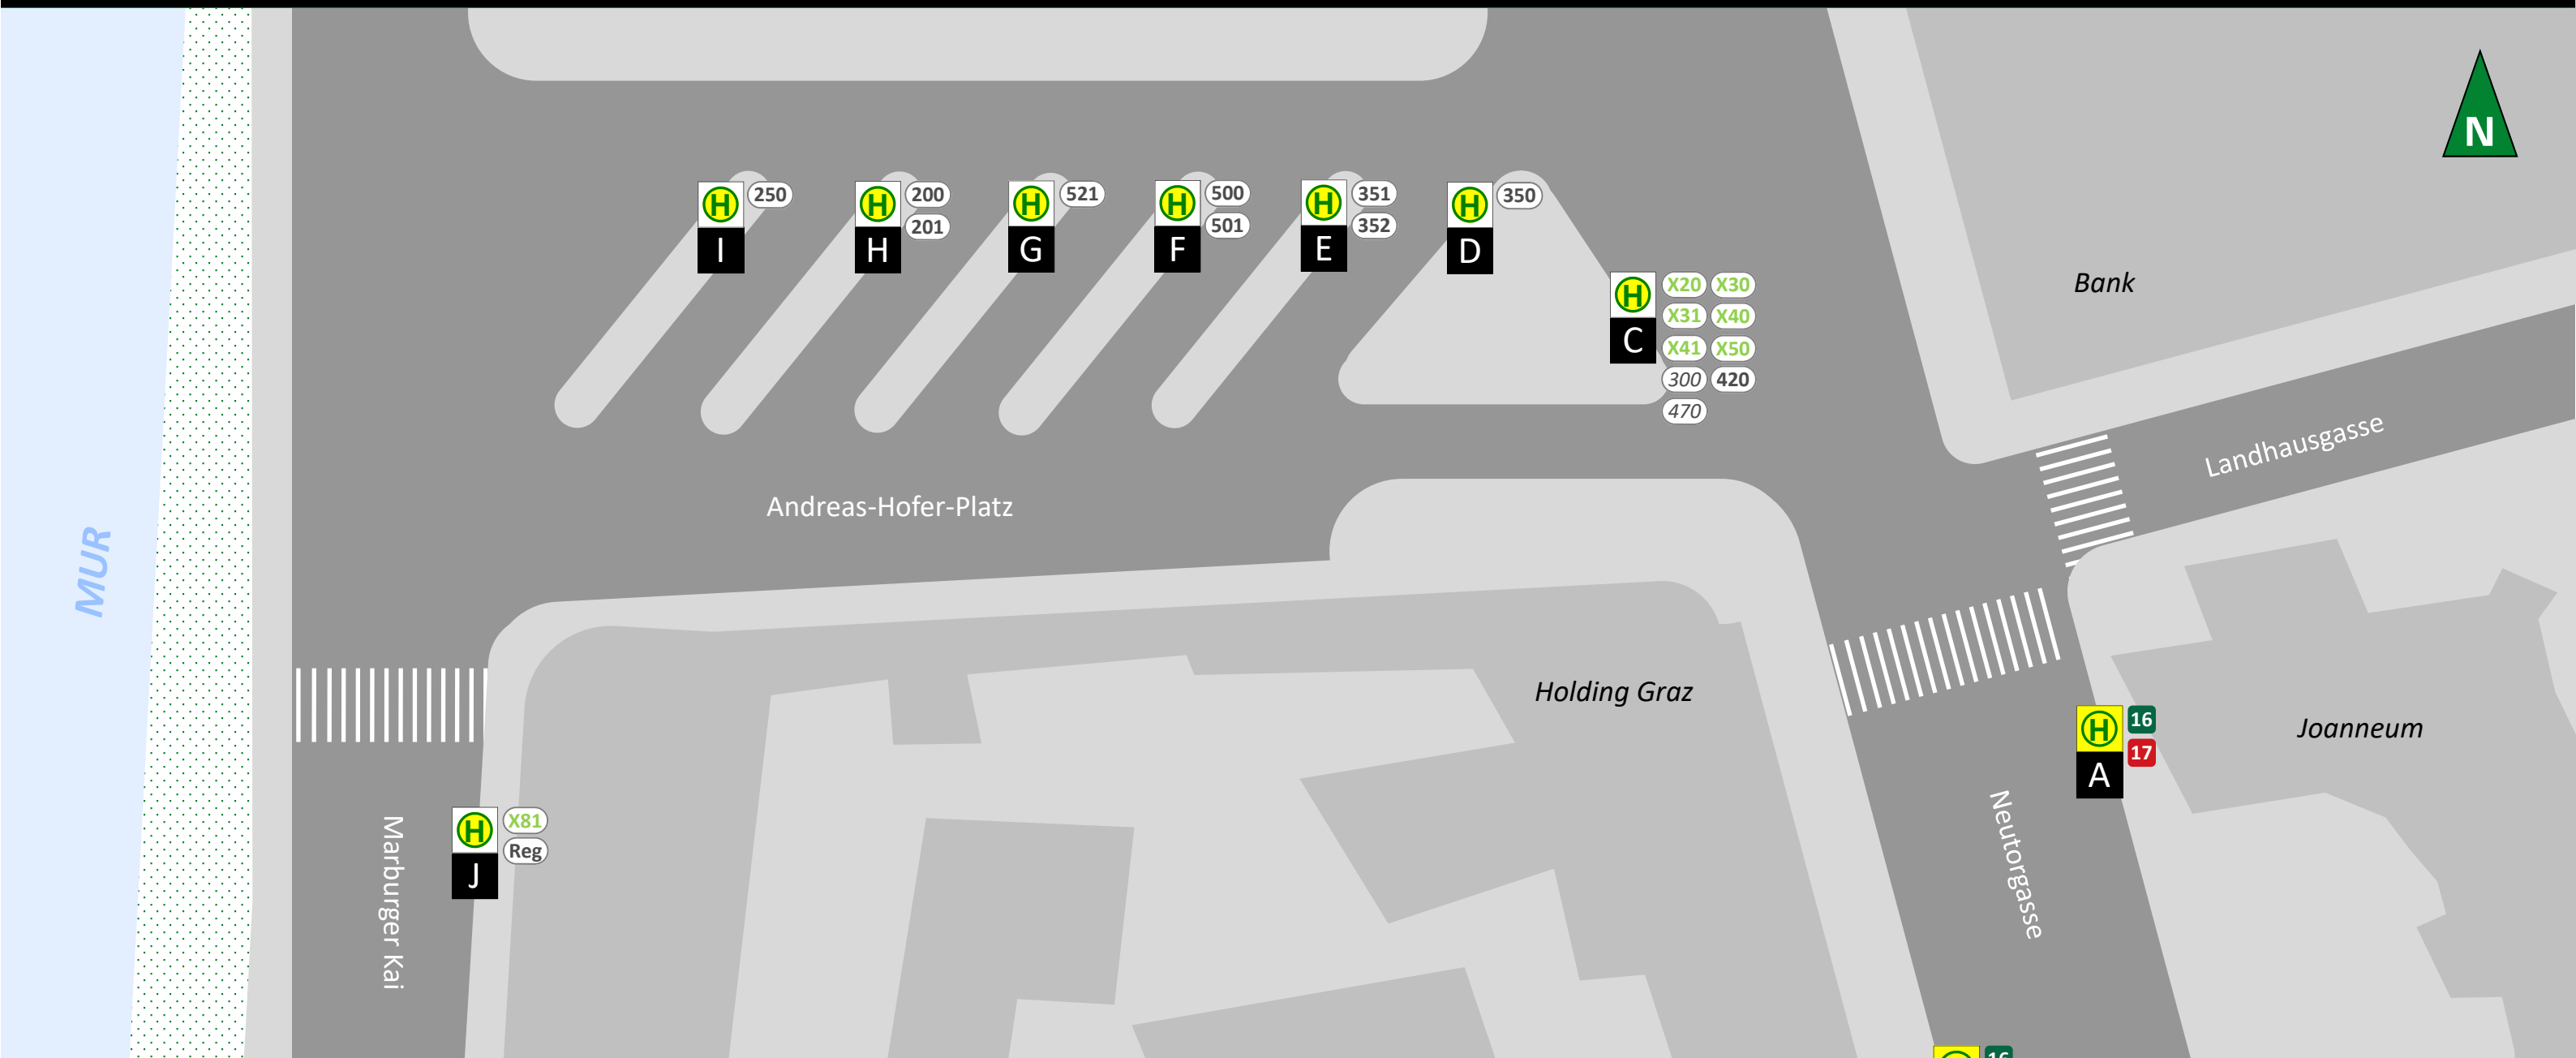 N
H 250
I
H 200
201
H
H 521
G
H 500
501
F
H 351
352
E
H 350
D
H X20 X30
X31 X40
C
X41 X50
300 420
470
Bank
Landhausgasse
Andreas-Hofer-Platz
MUR
Holding Graz
Joanneum
H 16
17
A
Neutorgasse
H X81
Reg
J
Marburger Kai
16